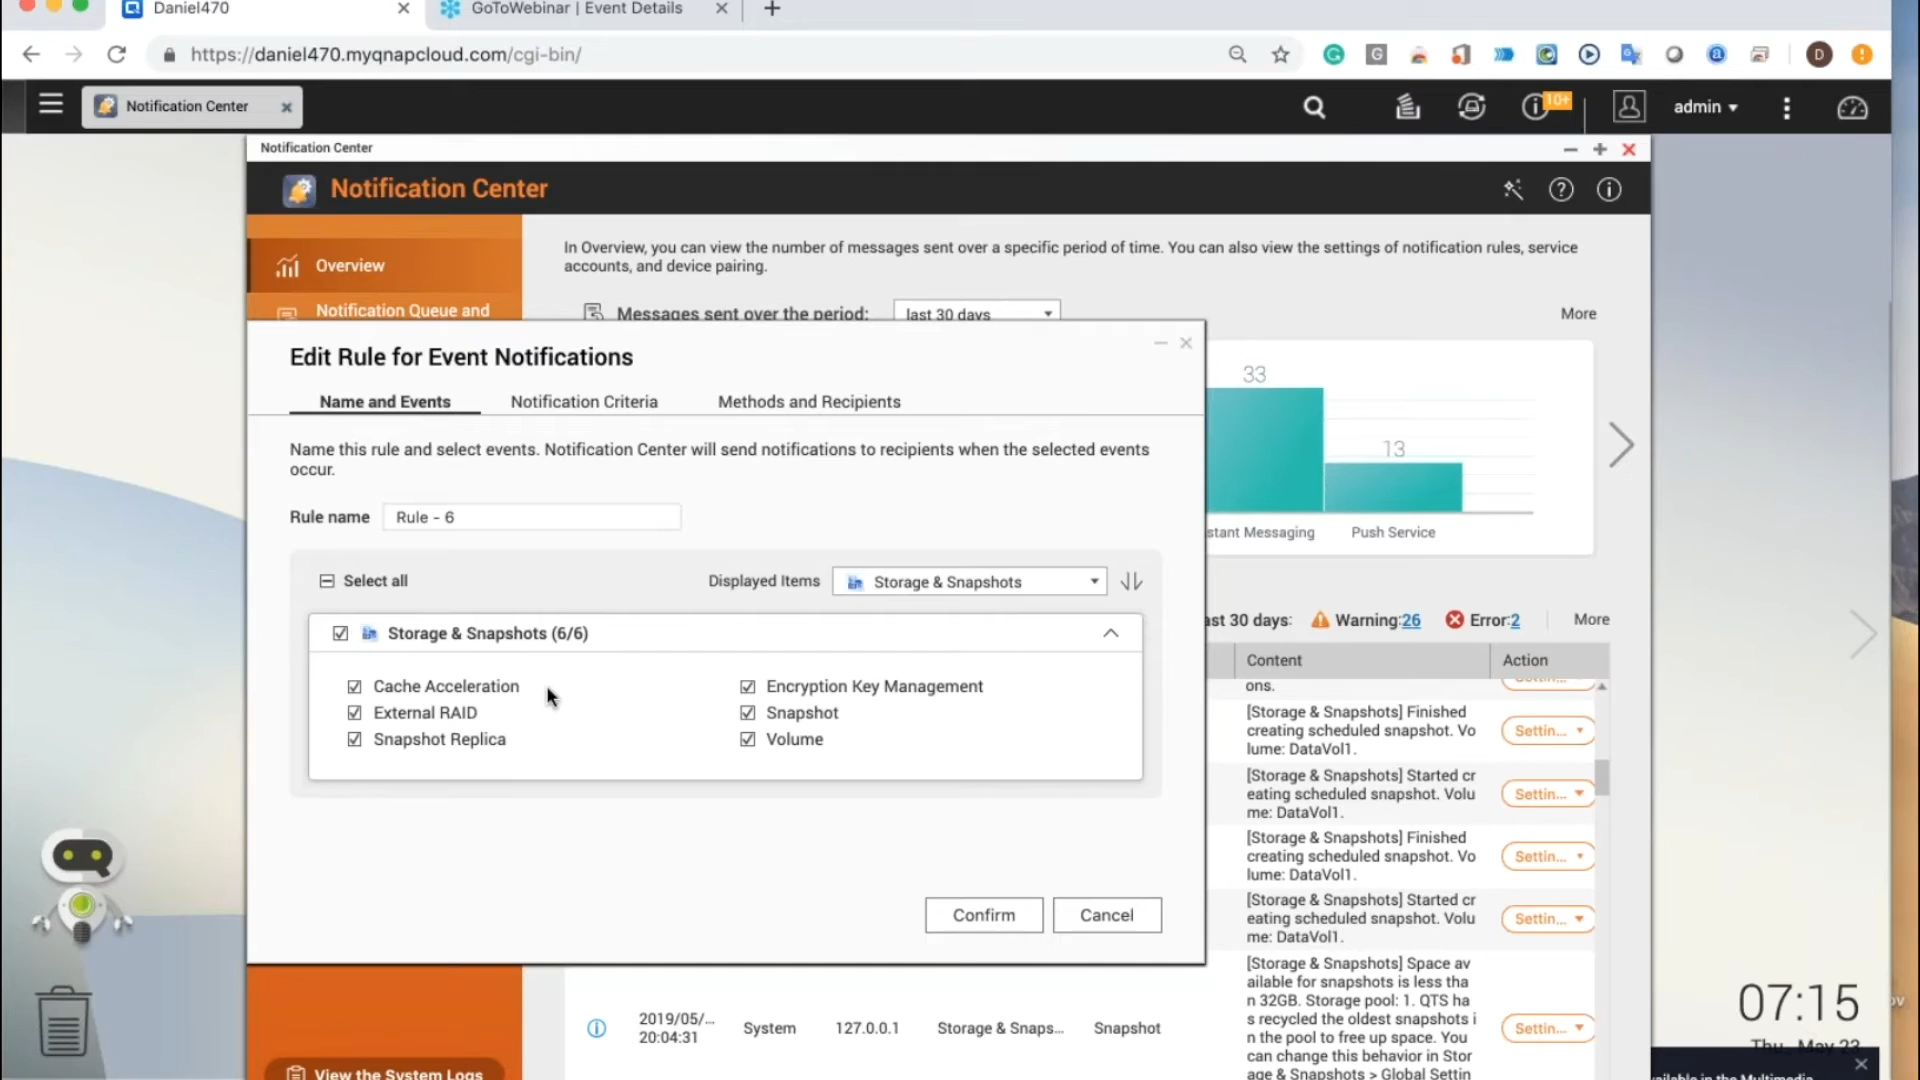 Daniel470
GoToWebinar | Event Details
https://daniel470.myqnapcloud.com/cgi-bin/
D
Notification Center
10+
admin
Notification Center
Notification Center
Overview
Notification Queue and
In Overview, you can view the number of messages sent over a specific period of time. You can also view the settings of notification rules, service
accounts, and device pairing.
Messages sent over the period:
last 30 days
More
Edit Rule for Event Notifications
Name and Events
Notification Criteria
Methods and Recipients
Name this rule and select events. Notification Center will send notifications to recipients when the selected events
occur.
Rule name
Rule - 6
Select all
Displayed Items
Storage & Snapshots
Storage & Snapshots (6/6)
Cache Acceleration
Encryption Key Management
External RAID
Snapshot
Snapshot Replica
Volume
Confirm
Cancel
33
13
stant Messaging
Push Service
ast 30 days:
Warning:26
Error:2
More
Content
Action
ons.
[Storage & Snapshots] Finished
creating scheduled snapshot. Vo
lume: DataVol1.
Settin...
[Storage & Snapshots] Started cr
eating scheduled snapshot. Volu
me: DataVol1.
Settin...
[Storage & Snapshots] Finished
creating scheduled snapshot. Vo
lume: DataVol1.
Settin...
[Storage & Snapshots] Started cr
eating scheduled snapshot. Volu
me: DataVol1.
Settin...
2019/05/...
20:04:31
System
127.0.0.1
Storage & Snaps...
Snapshot
[Storage & Snapshots] Space av
ailable for snapshots is less tha
n 32GB. Storage pool: 1. QTS ha
s recycled the oldest snapshots i
n the pool to free up space. You
can change this behavior in Stor
age & Snapshots > Global Settin
Settin...
View the System Logs
07:15
Thu., May 23
ailable in the Multimedia